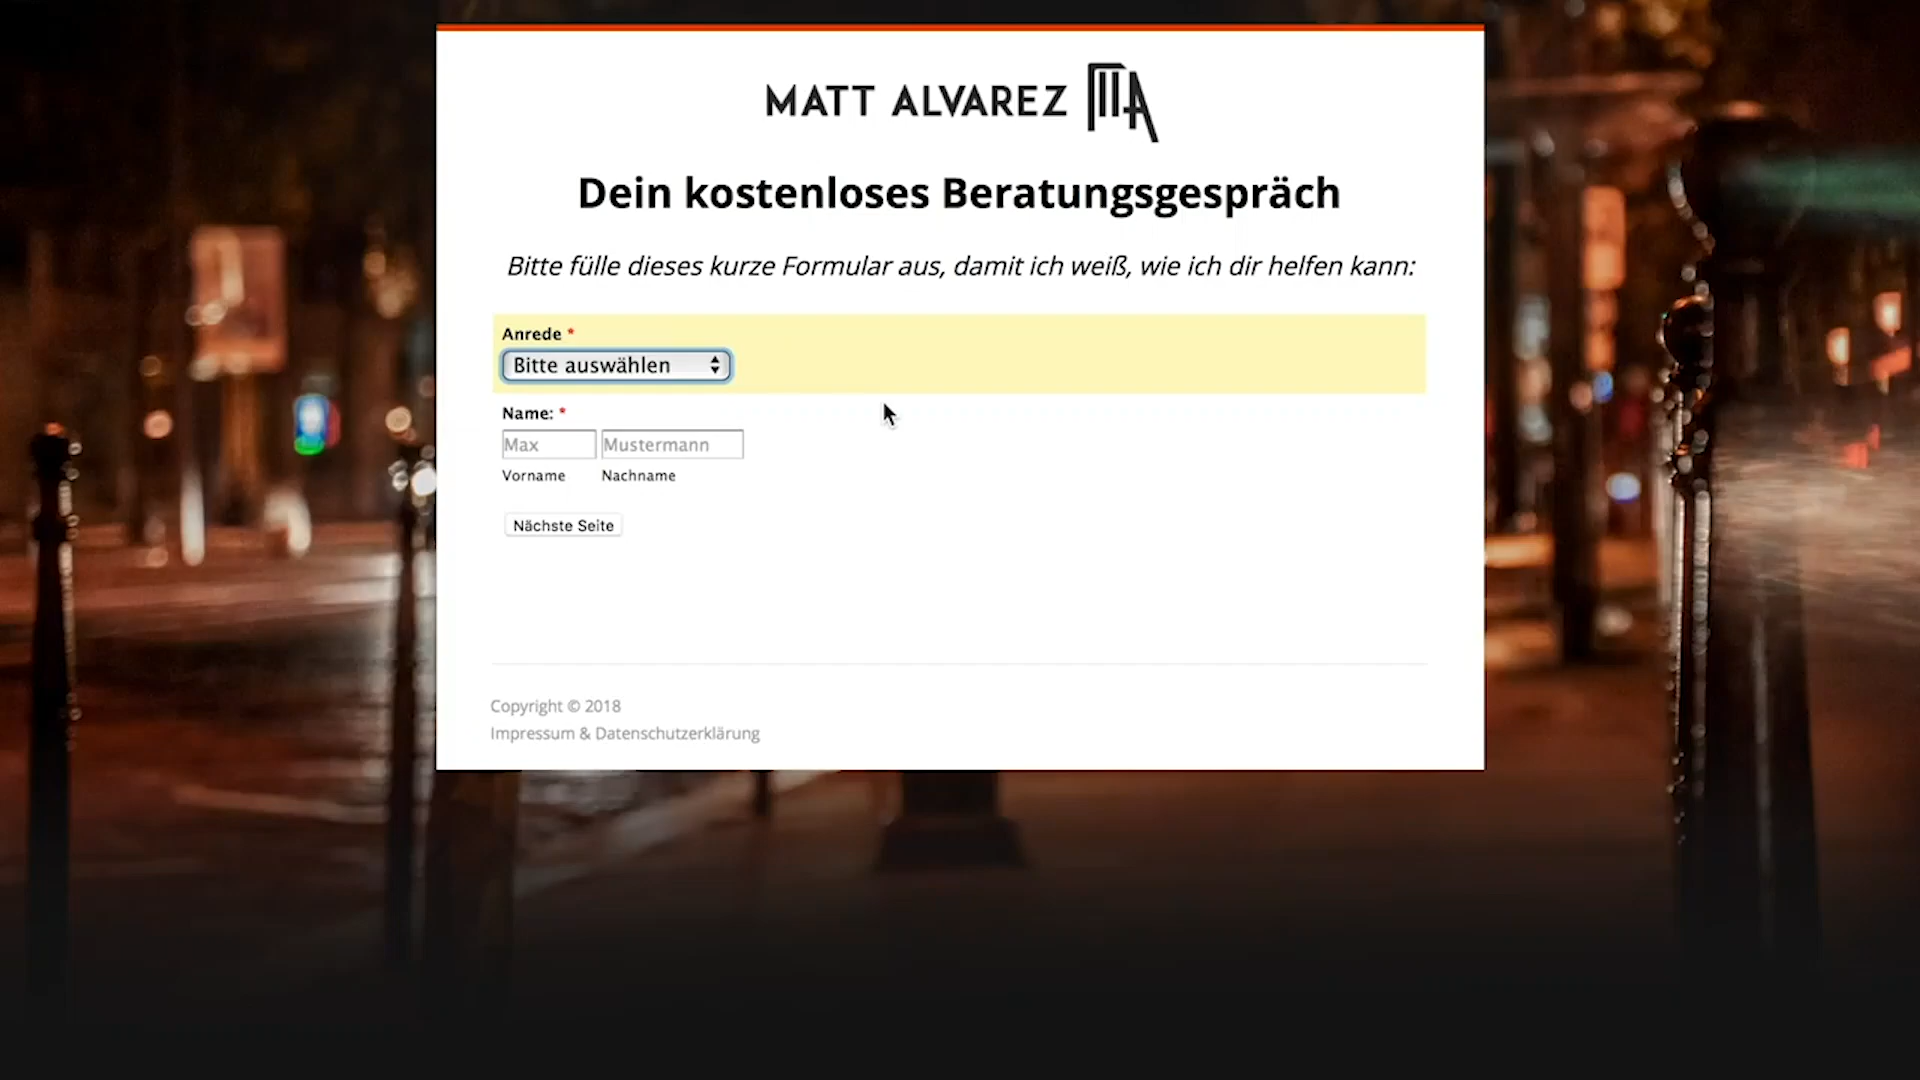 MATT ALVAREZ MA
Dein kostenloses Beratungsgespräch
Bitte fülle dieses kurze Formular aus, damit ich weiß, wie ich dir helfen kann:
Anrede *
Bitte auswählen
Name: *
Max Mustermann
Vorname Nachname
Nächste Seite
Copyright © 2018
Impressum & Datenschutzerklärung